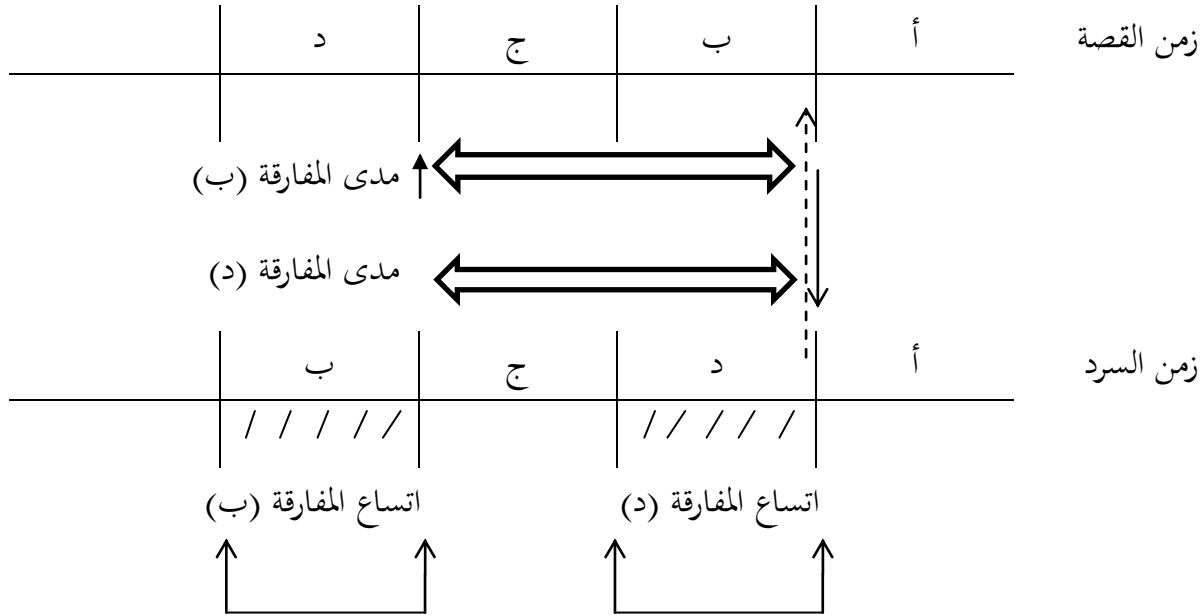 زمن القصة أ ب ج د
مدى المفارقة (ب)
مدى المفارقة (د)
زمن السرد أ د ج ب
/ / / / / / / / / /
اتساع المفارقة (د) اتساع المفارقة (ب)